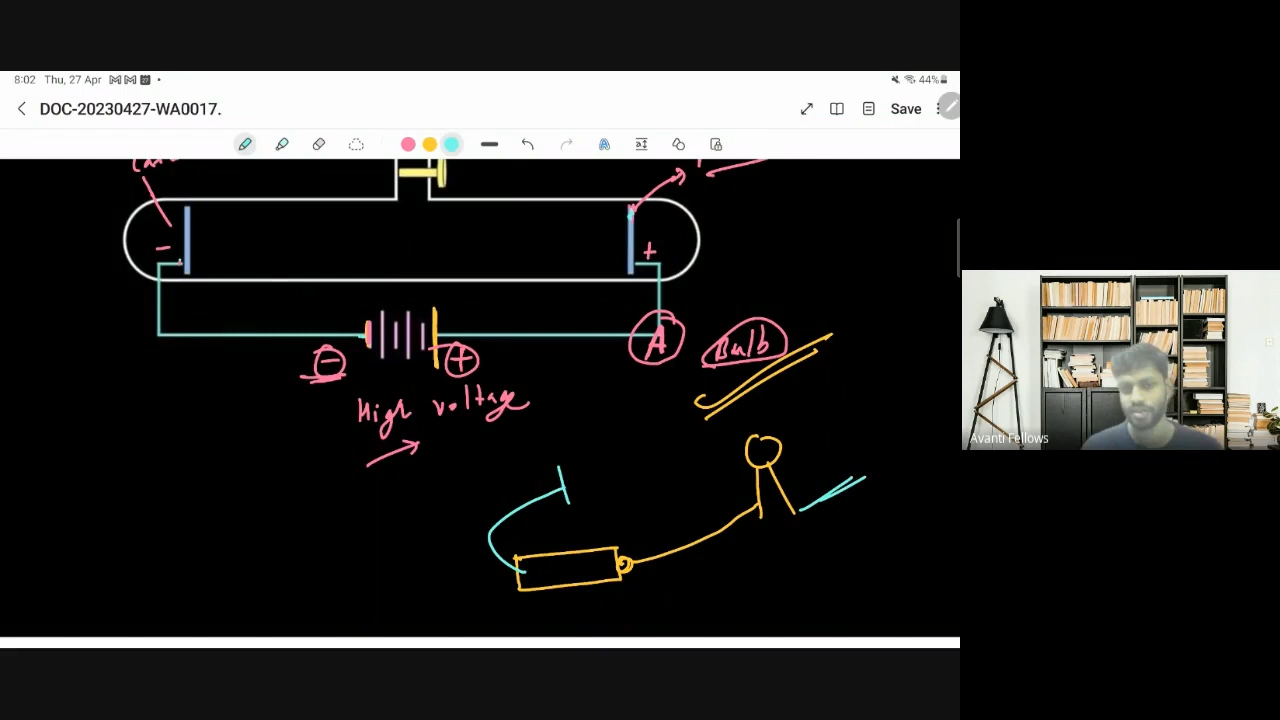 8:02 Thu, 27 Apr
44%
DOC-20230427-WA0017.
Save
-
+
A
Bulb
-
+
High voltage
Avanti Fellows